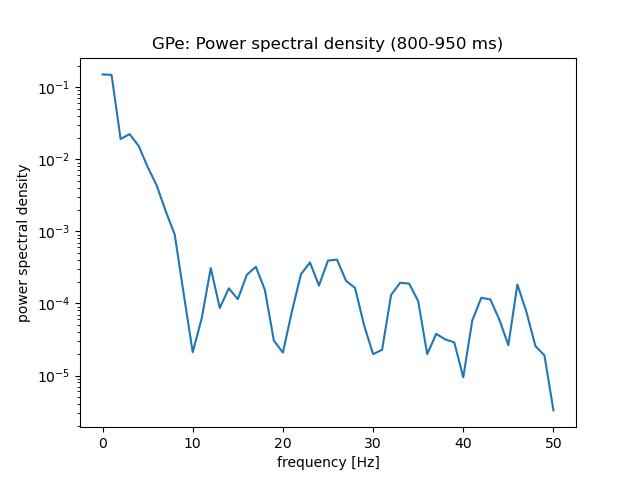 GPe: Power spectral density (800-950 ms)
power spectral density
10⁻¹
10⁻²
10⁻³
10⁻⁴
10⁻⁵
0 10 20 30 40 50
frequency [Hz]